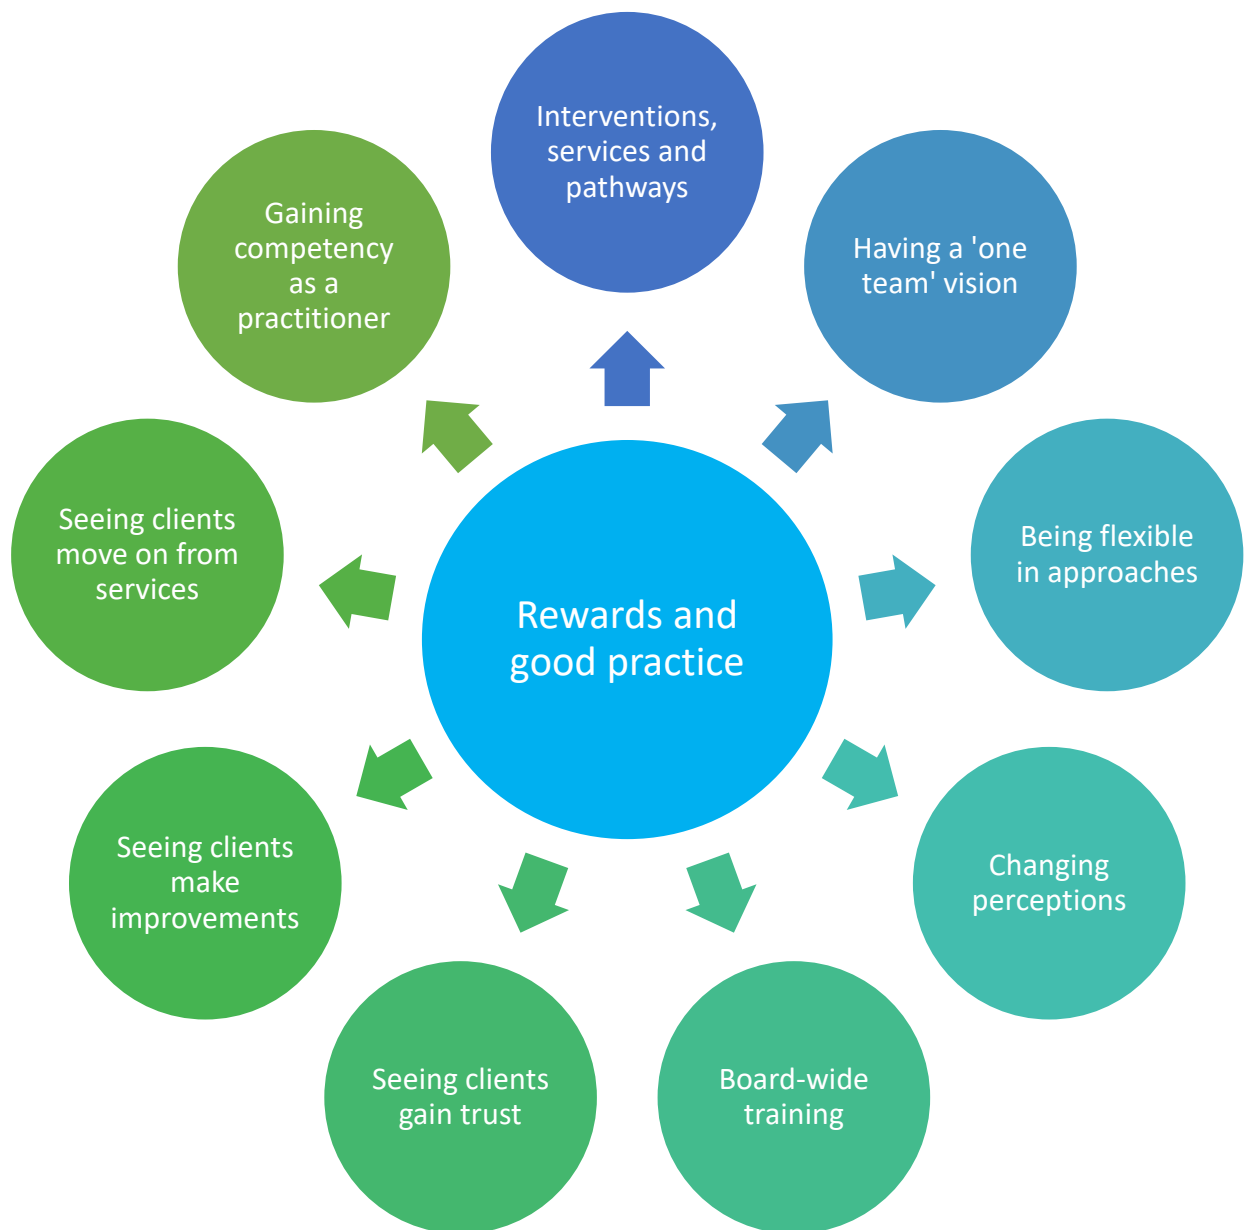 Interventions,
services and
pathways
Having a 'one
team' vision
Being flexible
in approaches
Changing
perceptions
Board-wide
training
Seeing clients
gain trust
Seeing clients
make
improvements
Seeing clients
move on from
services
Gaining
competency
as a
practitioner
Rewards and
good practice